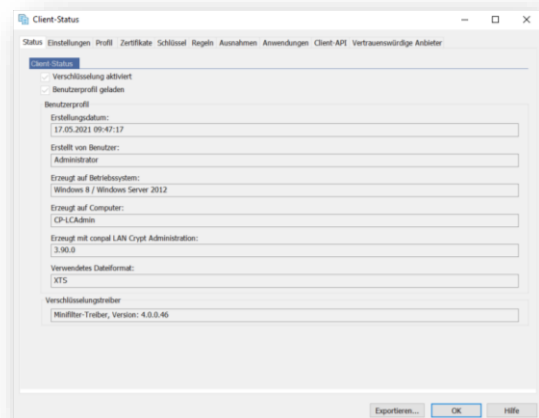 Client-Status
Status Einstellungen Profil Zertifikate Schlüssel Regeln Ausnahmen Anwendungen Client-API Vertrauenswürdige Anbieter
Client-Status
Verschlüsselung aktiviert
Benutzerprofil geladen
Benutzerprofil
Erstellungsdatum:
17.05.2021 09:47:17
Erstellt von Benutzer:
Administrator
Erzeugt auf Betriebssystem:
Windows 8 / Windows Server 2012
Erzeugt auf Computer:
CP-LCAdmin
Erzeugt mit conpal LAN Crypt Administration:
3.90.0
Verwendetes Dateiformat:
XTS
Verschlüsselungstreiber
Minifilter-Treiber, Version: 4.0.0.46
Exportieren... OK Hilfe